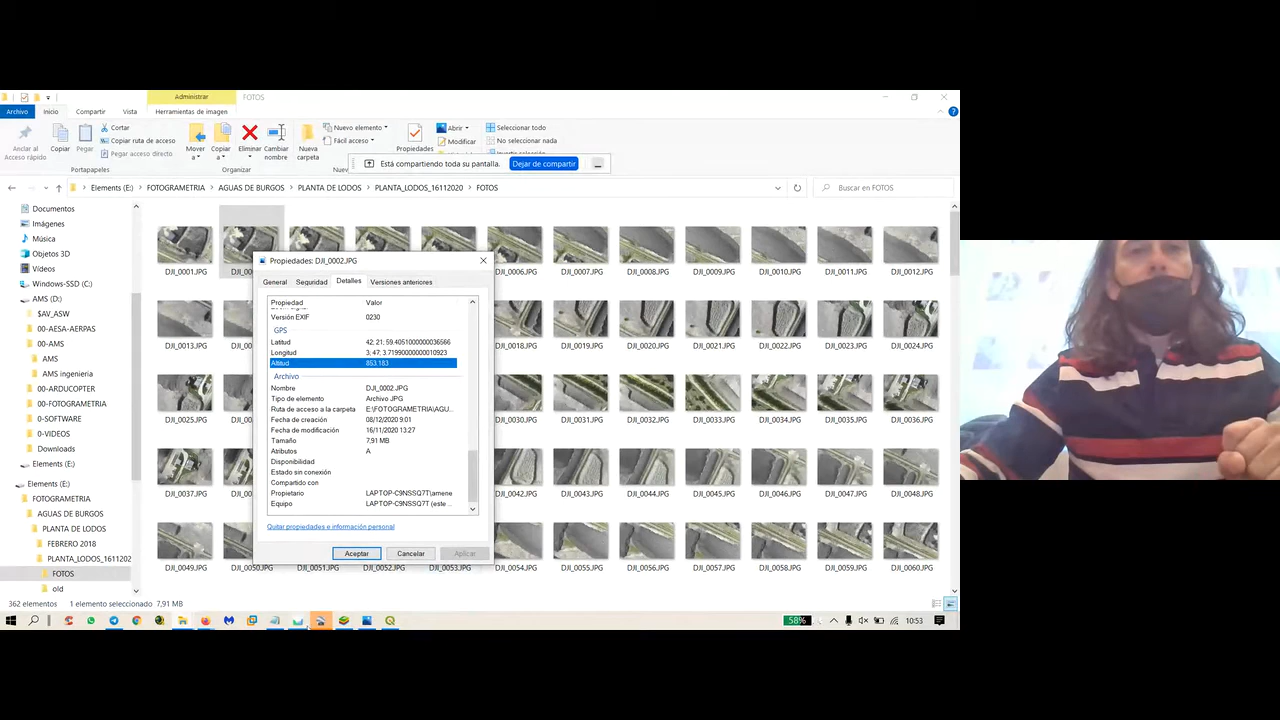 Administrar
FOTOS
Archivo
Inicio
Compartir
Vista
Herramientas de imagen
Anclar al Acceso rápido
Copiar
Pegar
Cortar
Copiar ruta de acceso
Pegar acceso directo
Portapapeles
Mover a
Copiar a
Eliminar
Cambiar nombre
Organizar
Nueva carpeta
Nuevo elemento
Fácil acceso
Propiedades
Abrir
Modificar
Seleccionar todo
No seleccionar nada
Está compartiendo toda su pantalla.
Dejar de compartir
Elements (E:) > FOTOGRAMETRIA > AGUAS DE BURGOS > PLANTA DE LODOS > PLANTA_LODOS_16112020 > FOTOS
Buscar en FOTOS
Documentos
Imágenes
Música
Objetos 3D
Vídeos
Windows-SSD (C:)
AMS (D:)
$AV_ASW
00-AESA-AERPAS
00-AMS
AMS
AMS ingenieria
00-ARDUCOPTER
00-FOTOGRAMETRIA
0-SOFTWARE
0-VIDEOS
Downloads
Elements (E:)
Elements (E:)
FOTOGRAMETRIA
AGUAS DE BURGOS
PLANTA DE LODOS
FEBRERO 2018
PLANTA_LODOS_1611202
FOTOS
old
DJI_0001.JPG
DJI_0006.JPG
DJI_0007.JPG
DJI_0008.JPG
DJI_0009.JPG
DJI_0010.JPG
DJI_0011.JPG
DJI_0012.JPG
DJI_0013.JPG
DJI_0018.JPG
DJI_0019.JPG
DJI_0020.JPG
DJI_0021.JPG
DJI_0022.JPG
DJI_0023.JPG
DJI_0024.JPG
DJI_0025.JPG
DJI_0030.JPG
DJI_0031.JPG
DJI_0032.JPG
DJI_0033.JPG
DJI_0034.JPG
DJI_0035.JPG
DJI_0036.JPG
DJI_0037.JPG
DJI_0042.JPG
DJI_0043.JPG
DJI_0044.JPG
DJI_0045.JPG
DJI_0046.JPG
DJI_0047.JPG
DJI_0048.JPG
DJI_0049.JPG
DJI_0050.JPG
DJI_0051.JPG
DJI_0052.JPG
DJI_0053.JPG
DJI_0054.JPG
DJI_0055.JPG
DJI_0056.JPG
DJI_0057.JPG
DJI_0058.JPG
DJI_0059.JPG
DJI_0060.JPG
Propiedades: DJI_0002.JPG
General
Seguridad
Detalles
Versiones anteriores
Propiedad Valor
Versión EXIF 0230
GPS
Latitud 42; 21; 59.4051000000036566
Longitud 3; 47; 3.71990000000010923
Altitud 853.183
Archivo
Nombre DJI_0002.JPG
Tipo de elemento Archivo JPG
Ruta de acceso a la carpeta E:\FOTOGRAMETRIA\AGU...
Fecha de creación 08/12/2020 9:01
Fecha de modificación 16/11/2020 13:27
Tamaño 7,91 MB
Atributos A
Disponibilidad
Estado sin conexión
Compartido con
Propietario LAPTOP-C9NSSQ7T\amene
Equipo LAPTOP-C9NSSQ7T (este ...
Quitar propiedades e información personal
Aceptar
Cancelar
Aplicar
362 elementos
1 elemento seleccionado 7,91 MB
58%
10:53